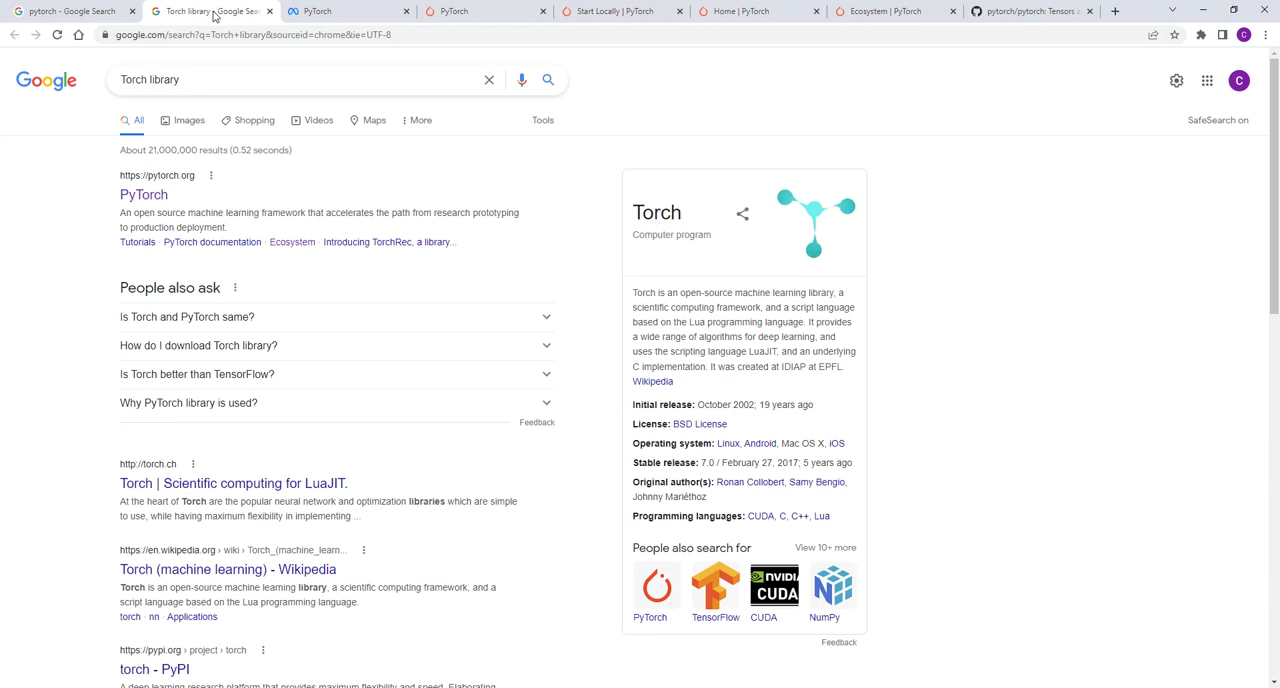 pytorch - Google Search
Torch library - Google Sear
PyTorch
PyTorch
Start Locally | PyTorch
Home | PyTorch
Ecosystem | PyTorch
pytorch/pytorch: Tensors a
google.com/search?q=Torch+library&sourceid=chrome&ie=UTF-8
C
Google
Torch library
C
All
Images
Shopping
Videos
Maps
More
Tools
SafeSearch on
About 21,000,000 results (0.52 seconds)
https://pytorch.org
PyTorch
An open source machine learning framework that accelerates the path from research prototyping
to production deployment.
Tutorials · PyTorch documentation · Ecosystem · Introducing TorchRec, a library...
People also ask
Is Torch and PyTorch same?
How do I download Torch library?
Is Torch better than TensorFlow?
Why PyTorch library is used?
Feedback
http://torch.ch
Torch | Scientific computing for LuaJIT.
At the heart of Torch are the popular neural network and optimization libraries which are simple
to use, while having maximum flexibility in implementing ...
https://en.wikipedia.org › wiki › Torch_(machine_learn...
Torch (machine learning) - Wikipedia
Torch is an open-source machine learning library, a scientific computing framework, and a
script language based on the Lua programming language.
torch · nn · Applications
https://pypi.org › project › torch
torch - PyPI
A deep learning research platform that provides maximum flexibility and speed. Elaborating
Torch
Computer program
Torch is an open-source machine learning library, a
scientific computing framework, and a script language
based on the Lua programming language. It provides
a wide range of algorithms for deep learning, and
uses the scripting language LuaJIT, and an underlying
C implementation. It was created at IDIAP at EPFL.
Wikipedia
Initial release: October 2002; 19 years ago
License: BSD License
Operating system: Linux, Android, Mac OS X, iOS
Stable release: 7.0 / February 27, 2017; 5 years ago
Original author(s): Ronan Collobert, Samy Bengio,
Johnny Mariéthoz
Programming languages: CUDA, C, C++, Lua
People also search for
View 10+ more
NVIDIA
CUDA
PyTorch
TensorFlow
CUDA
NumPy
Feedback